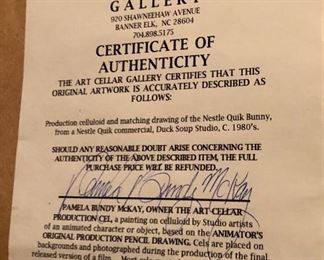 GALLERY
920 SHAWNEEHAW AVENUE
BANNER ELK, NC 28604
704.898.5175
CERTIFICATE OF
AUTHENTICITY
THE ART CELLAR GALLERY CERTIFIES THAT THIS
ORIGINAL ARTWORK IS ACCURATELY DESCRIBED AS
FOLLOWS:
Production celluloid and matching drawing of the Nestle Quik Bunny,
from a Nestle Quik commercial, Duck Soup Studio, C. 1980's.
SHOULD ANY REASONABLE DOUBT ARISE CONCERNING THE
AUTHENTICITY OF THE ABOVE DESCRIBED ITEM, THE FULL
PURCHASE PRICE WILL BE REFUNDED.
Pamela Bundy McKay
PAMELA BUNDY McKAY, OWNER THE ART CELLAR
PRODUCTION CEL, a painting on celluloid by Studio artists
of an animated character or object, based on the ANIMATOR'S
ORIGINAL PRODUCTION PENCIL DRAWING. Cels are placed on
backgrounds and photographed during the production of the final,
released version of a film.